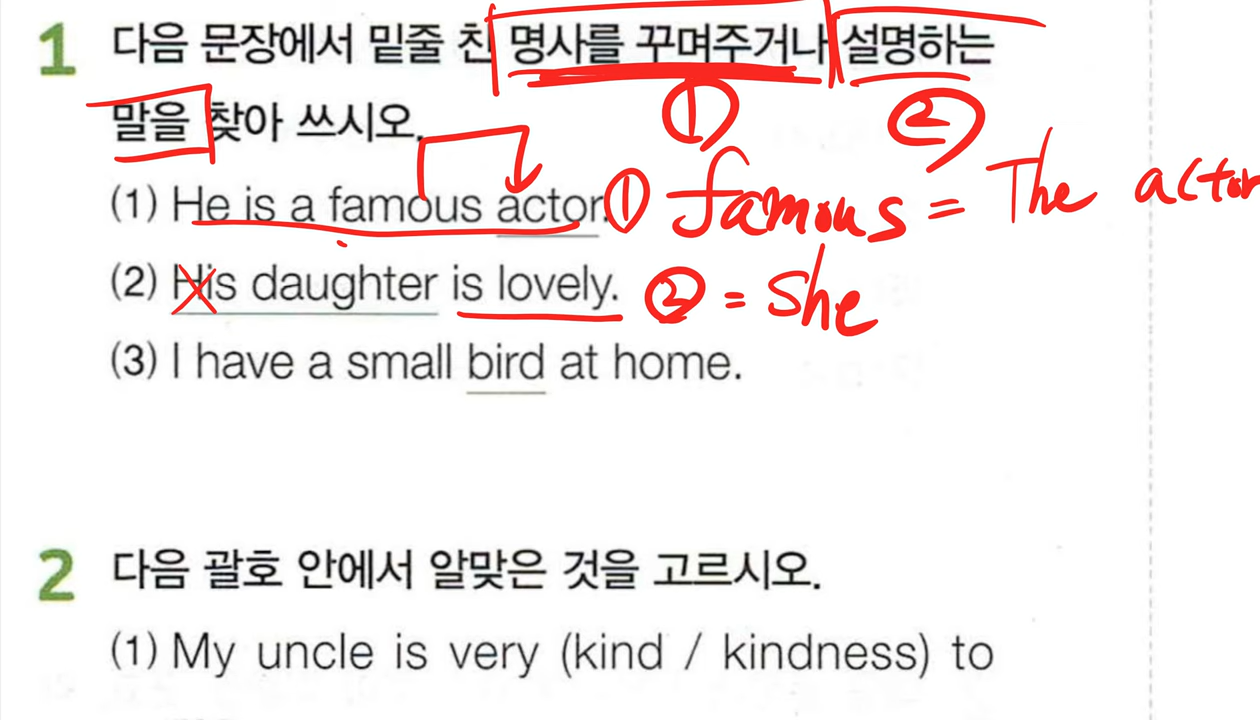 1 다음 문장에서 밑줄 친 명사를 꾸며주거나 설명하는
① ②
말을 찾아 쓰시오.
(1) He is a famous actor. ① famous = The actor
(2) His daughter is lovely. ② = she
(3) I have a small bird at home.
2 다음 괄호 안에서 알맞은 것을 고르시오.
(1) My uncle is very (kind / kindness) to